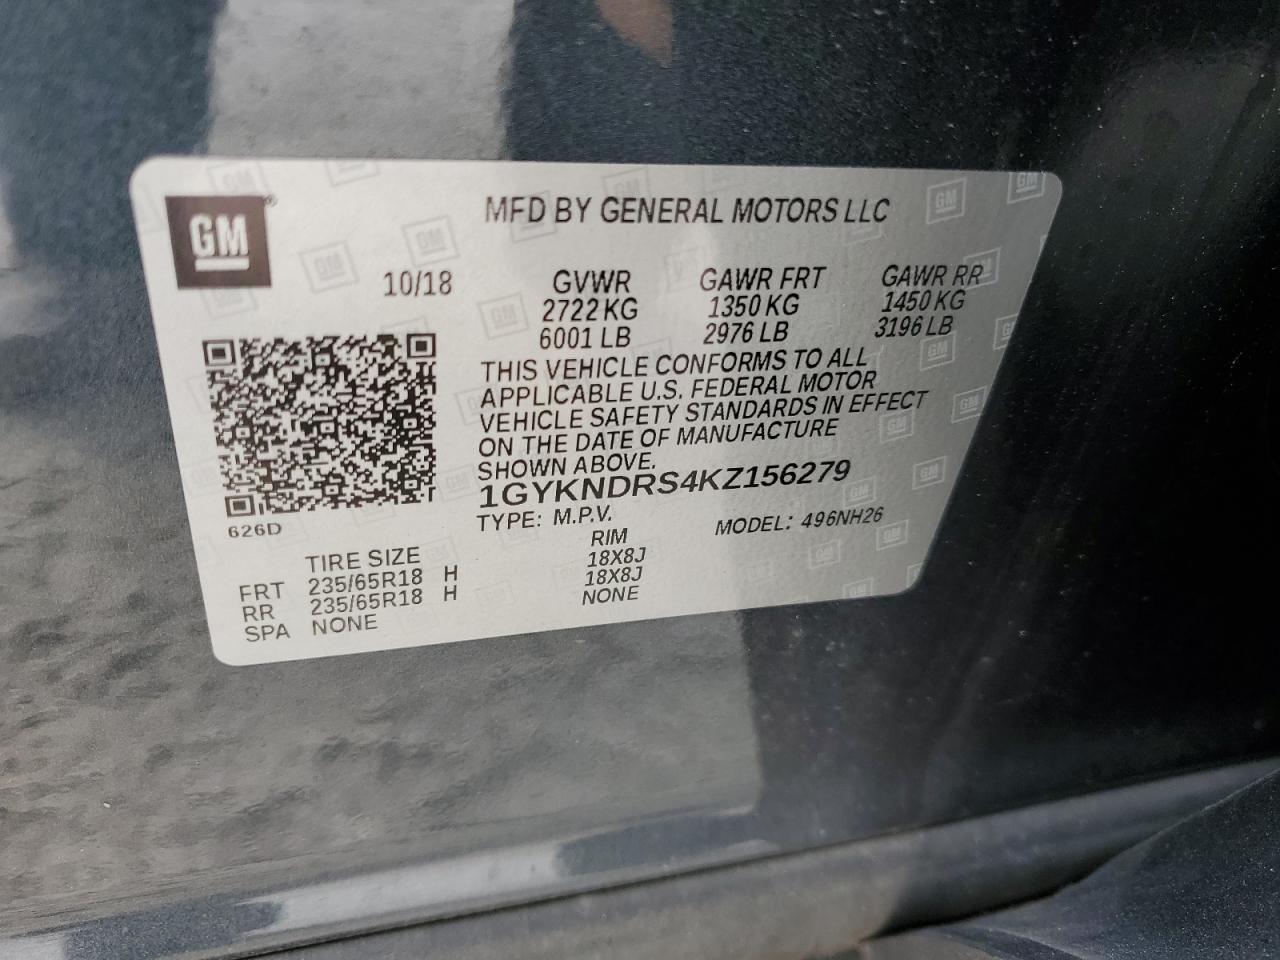 GM
MFD BY GENERAL MOTORS LLC
10/18 GVWR GAWR FRT GAWR RR
2722 KG 1350 KG 1450 KG
6001 LB 2976 LB 3196 LB
THIS VEHICLE CONFORMS TO ALL
APPLICABLE U.S. FEDERAL MOTOR
VEHICLE SAFETY STANDARDS IN EFFECT
ON THE DATE OF MANUFACTURE
SHOWN ABOVE.
1GYKNDRS4KZ156279
626D
TYPE: M.P.V. MODEL: 496NH26
TIRE SIZE RIM
FRT 235/65R18 H 18X8J
RR 235/65R18 H 18X8J
SPA NONE NONE